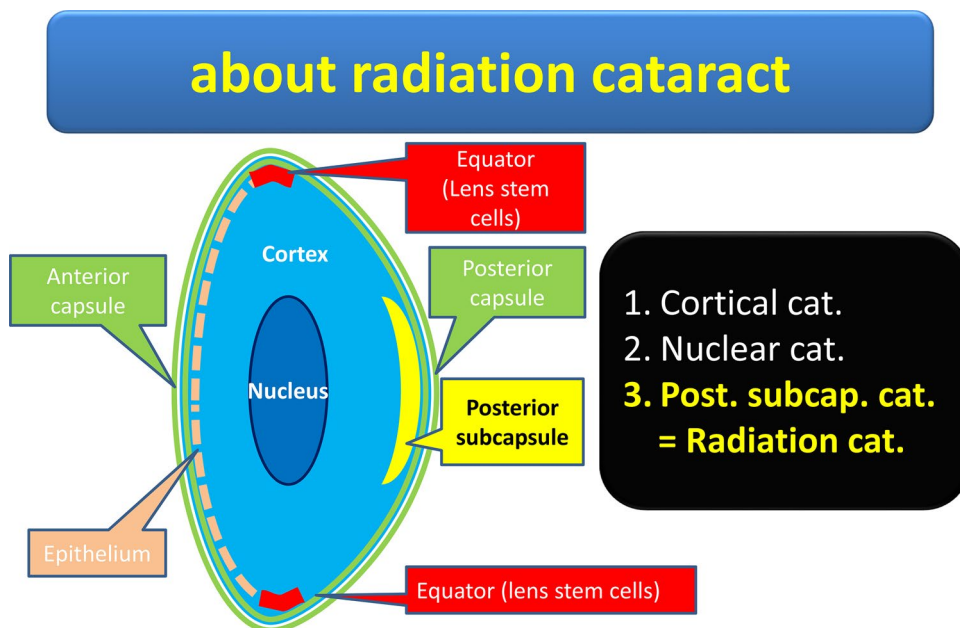 about radiation cataract
Equator
(Lens stem
cells)
Cortex
Anterior
capsule
Posterior
capsule
Nucleus
Posterior
subcapsule
Epithelium
Equator (lens stem cells)
1. Cortical cat.
2. Nuclear cat.
3. Post. subcap. cat.
= Radiation cat.